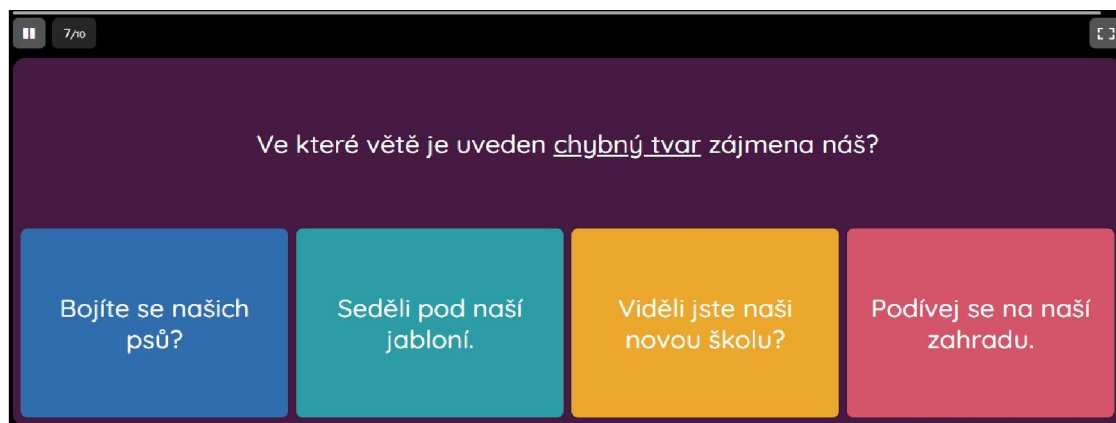 7/10
Ve které větě je uveden chybný tvar zájmena náš?
Bojíte se našich
psů?
Seděli pod naší
jabloní.
Viděli jste naši
novou školu?
Podívej se na naší
zahradu.